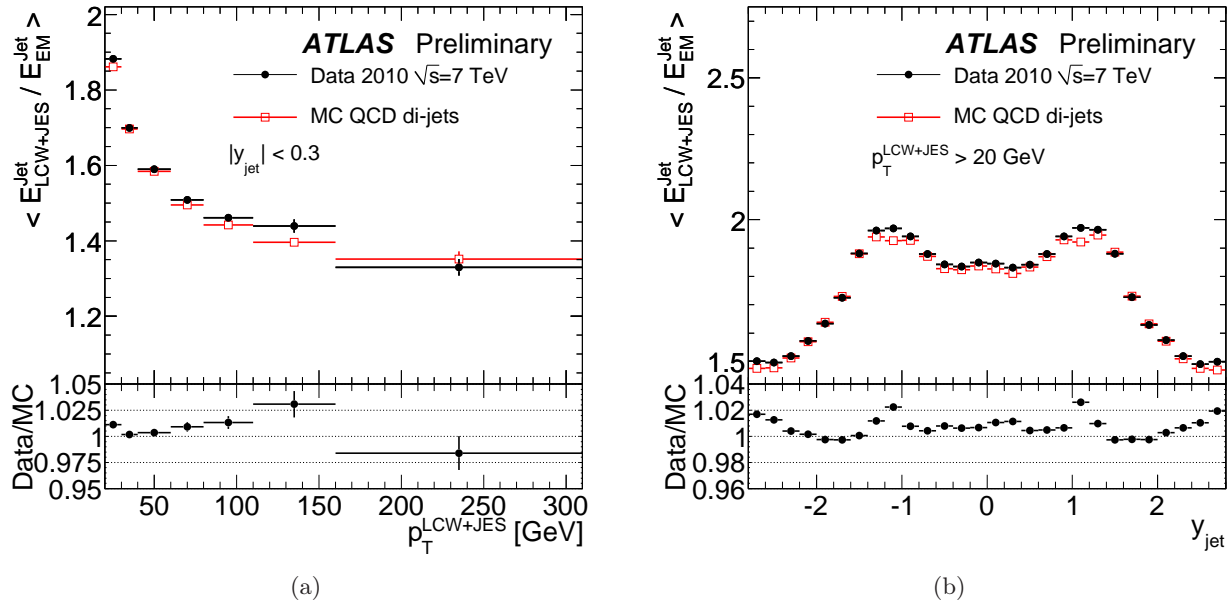 < E^Jet_LCW+JES / E^Jet_EM >
2
1.8
1.6
1.4
1.2
ATLAS Preliminary
Data 2010 √s=7 TeV
MC QCD di-jets
|y_jet| < 0.3
Data/MC
1.05
1.025
1
0.975
0.95
50 100 150 200 250 300
p_T^LCW+JES [GeV]
(a)
< E^Jet_LCW+JES / E^Jet_EM >
2.5
2
1.5
ATLAS Preliminary
Data 2010 √s=7 TeV
MC QCD di-jets
p_T^LCW+JES > 20 GeV
Data/MC
1.04
1.02
1
0.98
0.96
-2 -1 0 1 2
y_jet
(b)